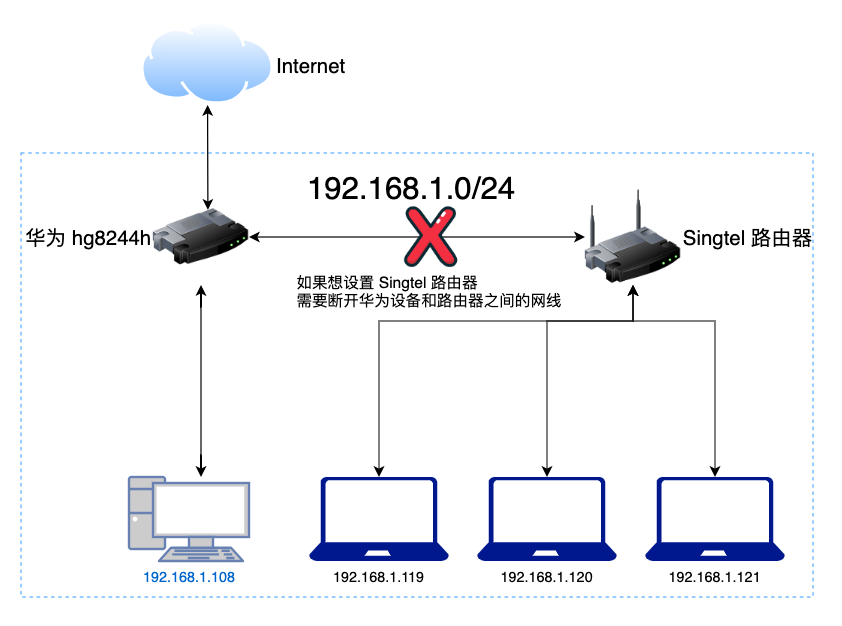 Internet
192.168.1.0/24
华为 hg8244h
Singtel 路由器
如果想设置 Singtel 路由器
需要断开华为设备和路由器之间的网线
192.168.1.108
192.168.1.119
192.168.1.120
192.168.1.121